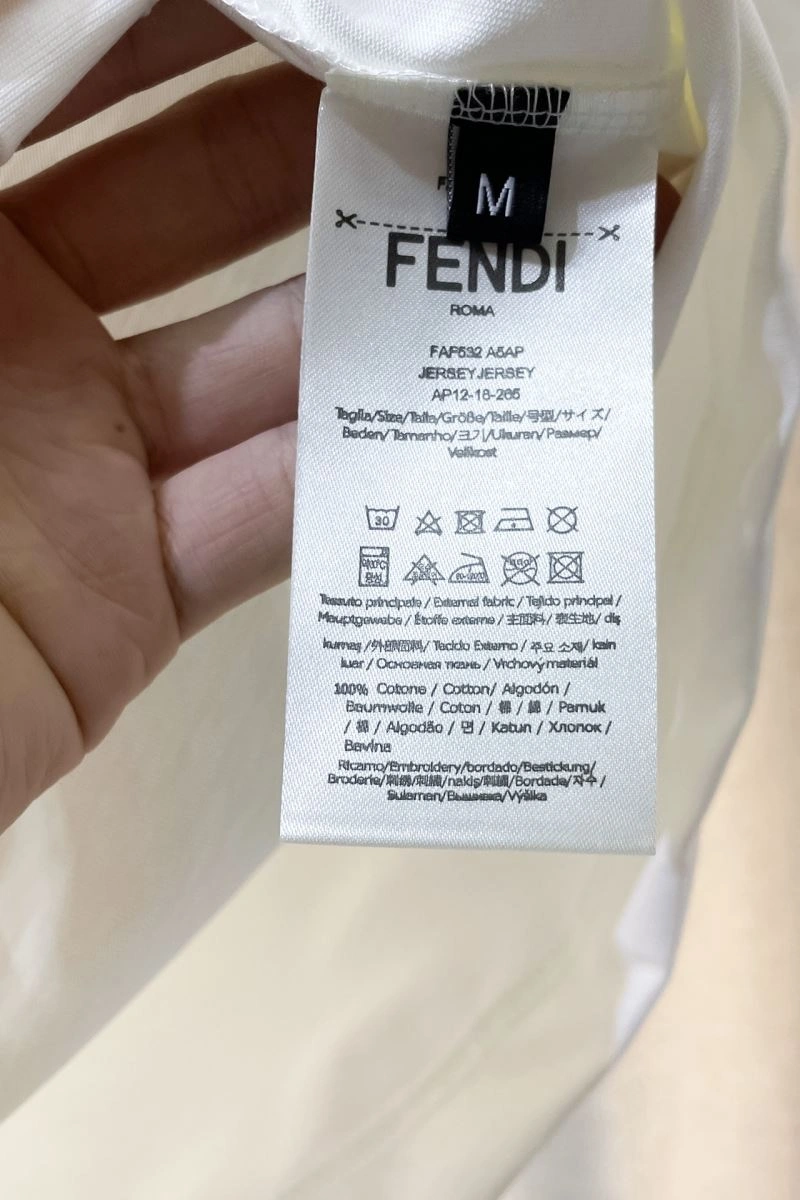 M
FENDI
ROMA
FAF532 A5AP
JERSEYJERSEY
AP12-18-265
Taglia/Size/Talla/Größe/Taille/号型/サイズ/
Beden/Tamanho/크기/Ukuran/Размер/
Velikost
30
Tessuto principale / External fabric / Tejido principal /
Hauptgewebe / Étoffe externe / 主面料/ 表生地/ dış
kumaş /外部面料/ Tecido Externo / 주요 소재/ kain
luar / Основная ткань / Vrchový materiál
100% Cotone / Cotton/ Algodón /
Baumwolle / Coton / 棉 / 綿 / Pamuk
/ 棉 / Algodão / 면 / Katun / Хлопок /
Bavlna
Ricamo/Embroidery/bordado/Bestickung/
Broderie/刺绣/刺繍/nakış/刺繡/Bordado/자수/
Sulaman/Вышивка/Výšika